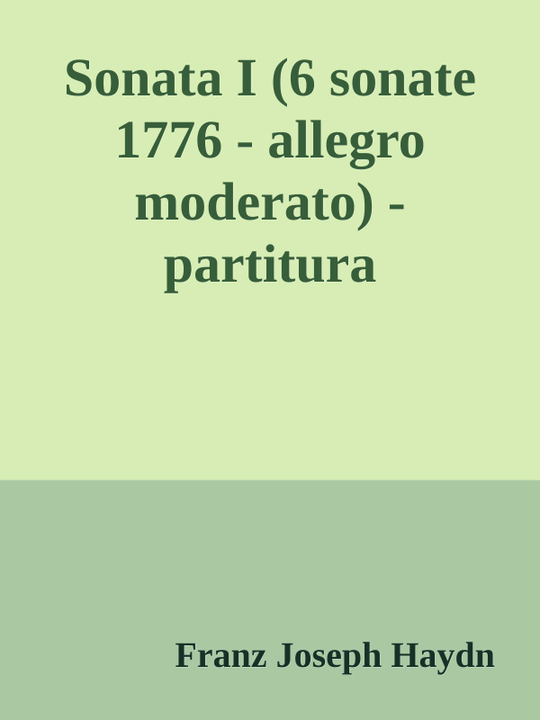 Sonata I (6 sonate
1776 - allegro
moderato) -
partitura
Franz Joseph Haydn